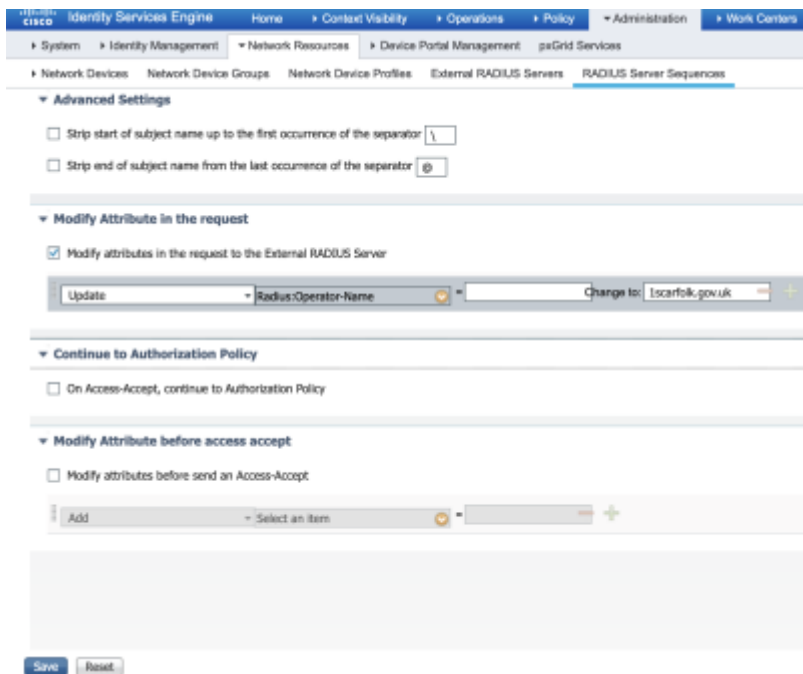 cisco Identity Services Engine Home Context Visibility Operations Policy Administration Work Centers
System Identity Management Network Resources Device Portal Management pxGrid Services
Network Devices Network Device Groups Network Device Profiles External RADIUS Servers RADIUS Server Sequences
Advanced Settings
Strip start of subject name up to the first occurrence of the separator \
Strip end of subject name from the last occurrence of the separator @
Modify Attribute in the request
Modify attributes in the request to the External RADIUS Server
Update Radius:Operator-Name = Change to: 1scarfolk.gov.uk
Continue to Authorization Policy
On Access-Accept, continue to Authorization Policy
Modify Attribute before access accept
Modify attributes before send an Access-Accept
Add Select an item =
Save Reset